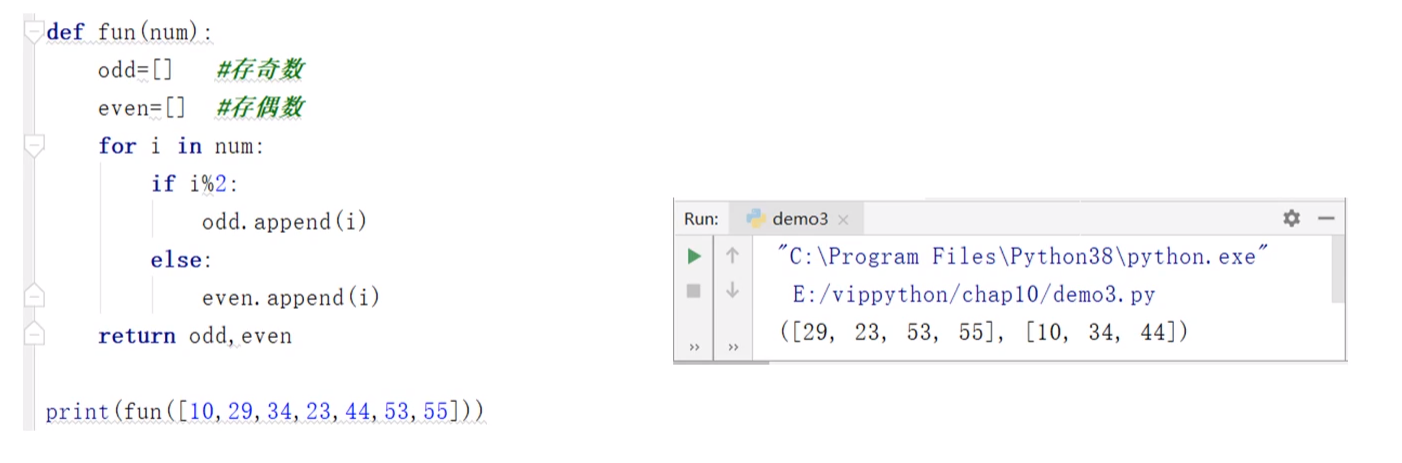 def fun(num):
    odd=[]   #存奇数
    even=[]  #存偶数
    for i in num:
        if i%2:
            odd.append(i)
        else:
            even.append(i)
    return odd,even
print(fun([10,29,34,23,44,53,55]))
Run: demo3
"C:\Program Files\Python38\python.exe"
E:/vippython/chap10/demo3.py
([29, 23, 53, 55], [10, 34, 44])